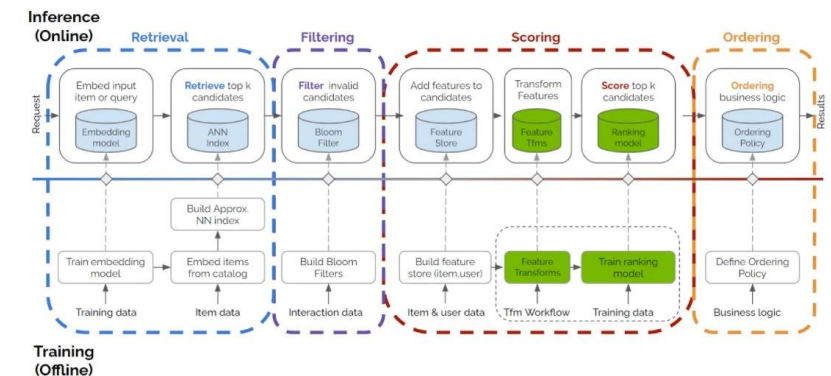 Inference
(Online)
Retrieval
Filtering
Scoring
Ordering
Request
Embed input
item or query
Embedding
model
Retrieve top k
candidates
ANN
Index
Filter invalid
candidates
Bloom
Filter
Add features to
candidates
Feature
Store
Transform
Features
Feature
Tfms
Score top k
candidates
Ranking
model
Ordering
business logic
Ordering
Policy
Results
Build Approx.
NN index
Train embedding
model
Embed items
from catalog
Build Bloom
Filters
Build feature
store (item,user)
Feature
Transforms
Train ranking
model
Define Ordering
Policy
Training data
Item data
Interaction data
Item & user data
Tfm Workflow
Training data
Business logic
Training
(Offline)